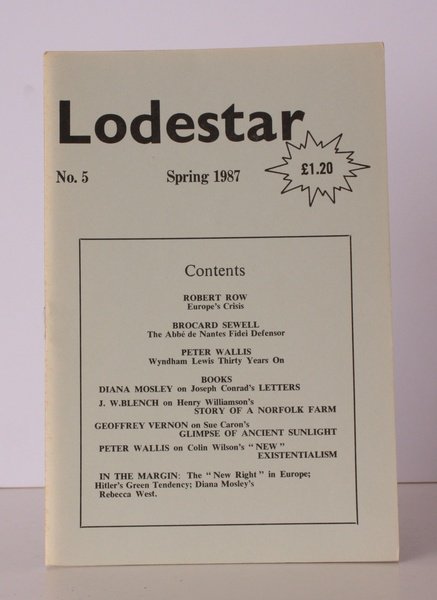 Lodestar
No. 5 Spring 1987 £1.20
Contents
ROBERT ROW
Europe's Crisis
BROCARD SEWELL
The Abbé de Nantes Fidei Defensor
PETER WALLIS
Wyndham Lewis Thirty Years On
BOOKS
DIANA MOSLEY on Joseph Conrad's LETTERS
J. W.BLENCH on Henry Williamson's
STORY OF A NORFOLK FARM
GEOFFREY VERNON on Sue Caron's
GLIMPSE OF ANCIENT SUNLIGHT
PETER WALLIS on Colin Wilson's "NEW"
EXISTENTIALISM
IN THE MARGIN: The "New Right" in Europe;
Hitler's Green Tendency; Diana Mosley's
Rebecca West.